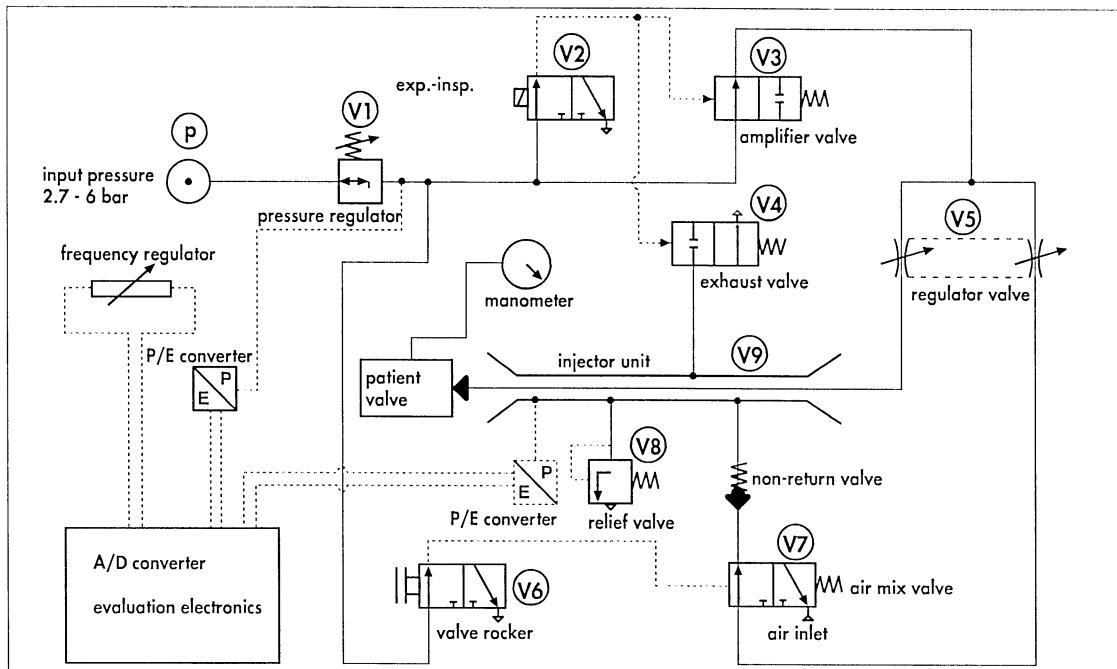 V2
V3
exp.-insp.
V1
p
amplifier valve
input pressure
2.7 - 6 bar
pressure regulator
V4
V5
frequency regulator
exhaust valve
regulator valve
manometer
P/E converter
P
E
injector unit
V9
patient
valve
V8
P
E
non-return valve
P/E converter
relief valve
V7
A/D converter
evaluation electronics
V6
air mix valve
valve rocker
air inlet